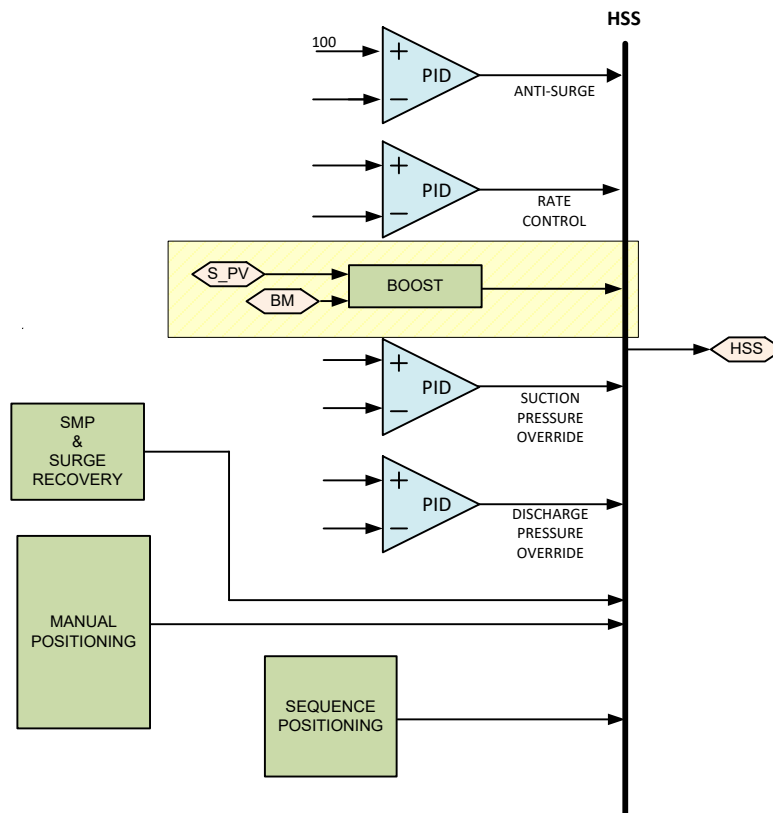 HSS
100
+
PID
−
ANTI-SURGE
+
PID
−
RATE
CONTROL
S_PV
BOOST
BM
HSS
+
PID
−
SUCTION
PRESSURE
OVERRIDE
SMP
&
SURGE
RECOVERY
+
PID
−
DISCHARGE
PRESSURE
OVERRIDE
MANUAL
POSITIONING
SEQUENCE
POSITIONING